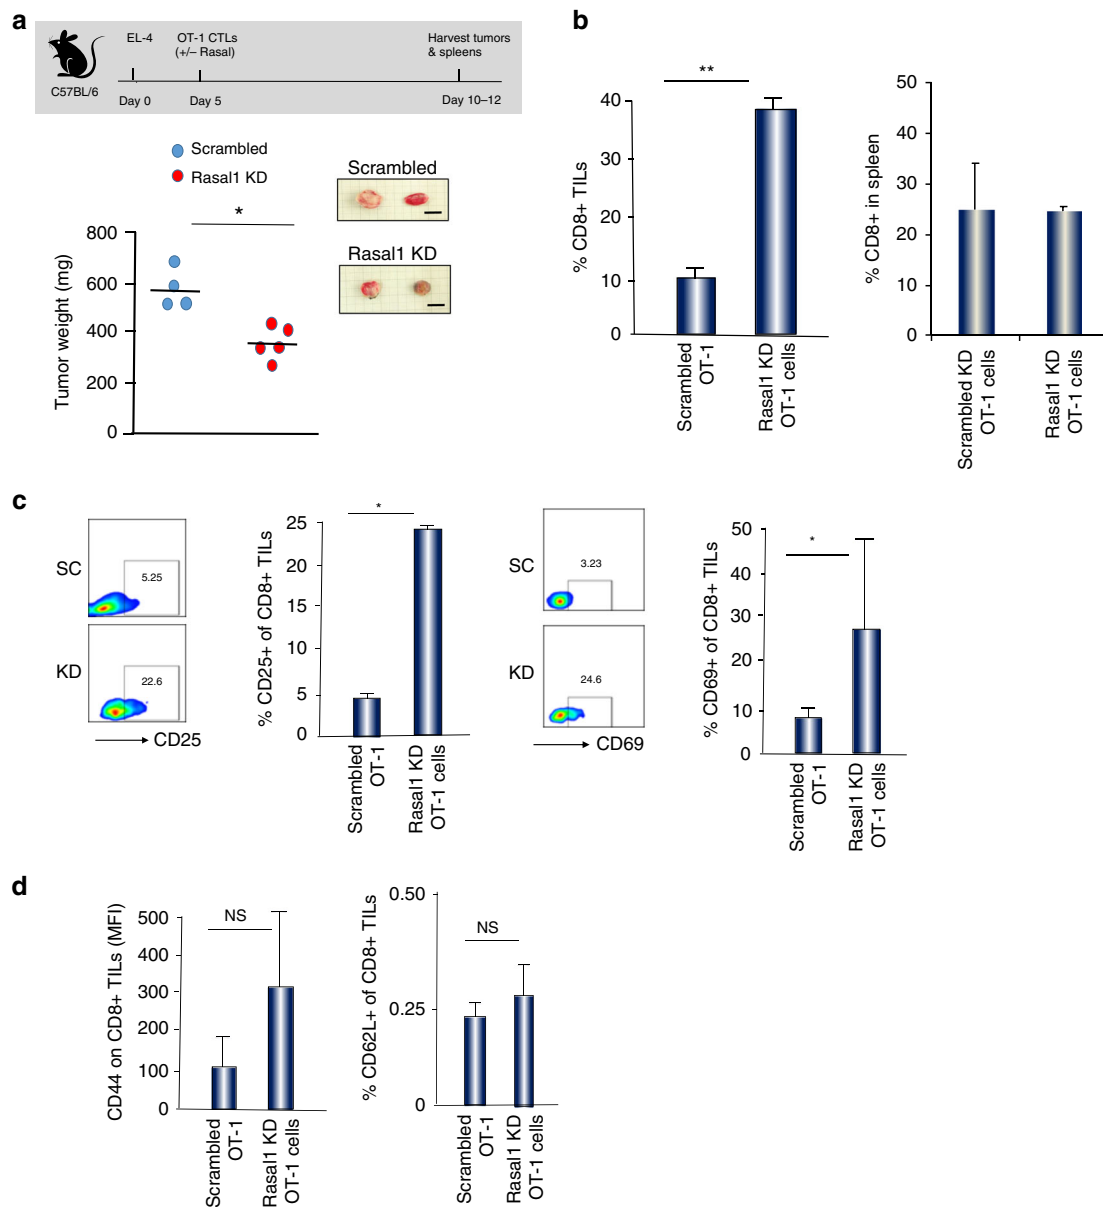 a
EL-4
OT-1 CTLs
(+/– Rasal)
Harvest tumors
& spleens
C57BL/6
Day 0
Day 5
Day 10–12
Scrambled
Rasal1 KD
*
Tumor weight (mg)
800
600
400
200
0
Scrambled
Rasal1 KD
b
**
% CD8+ TILs
40
30
20
10
0
Scrambled
OT-1
Rasal1 KD
OT-1 cells
% CD8+ in spleen
50
40
30
20
10
0
Scrambled KD
OT-1 cells
Rasal1 KD
OT-1 cells
c
SC
5.25
KD
22.6
CD25
*
% CD25+ of CD8+ TILs
25
20
15
10
5
0
Scrambled
OT-1
Rasal1 KD
OT-1 cells
SC
3.23
KD
24.6
CD69
*
% CD69+ of CD8+ TILs
50
40
30
20
10
0
Scrambled
OT-1
Rasal1 KD
OT-1 cells
d
NS
CD44 on CD8+ TILs (MFI)
500
400
300
200
100
0
Scrambled
OT-1
Rasal1 KD
OT-1 cells
NS
% CD62L+ of CD8+ TILs
0.50
0.25
0
Scrambled
OT-1
Rasal1 KD
OT-1 cells